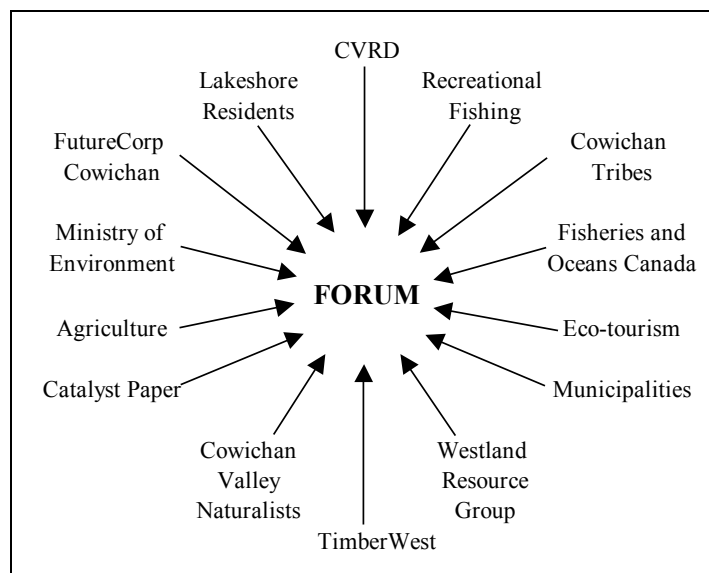 CVRD
Lakeshore
Residents
Recreational
Fishing
FutureCorp
Cowichan
Cowichan
Tribes
Ministry of
Environment
Fisheries and
Oceans Canada
FORUM
Agriculture
Eco-tourism
Catalyst Paper
Municipalities
Cowichan
Valley
Naturalists
Westland
Resource
Group
TimberWest